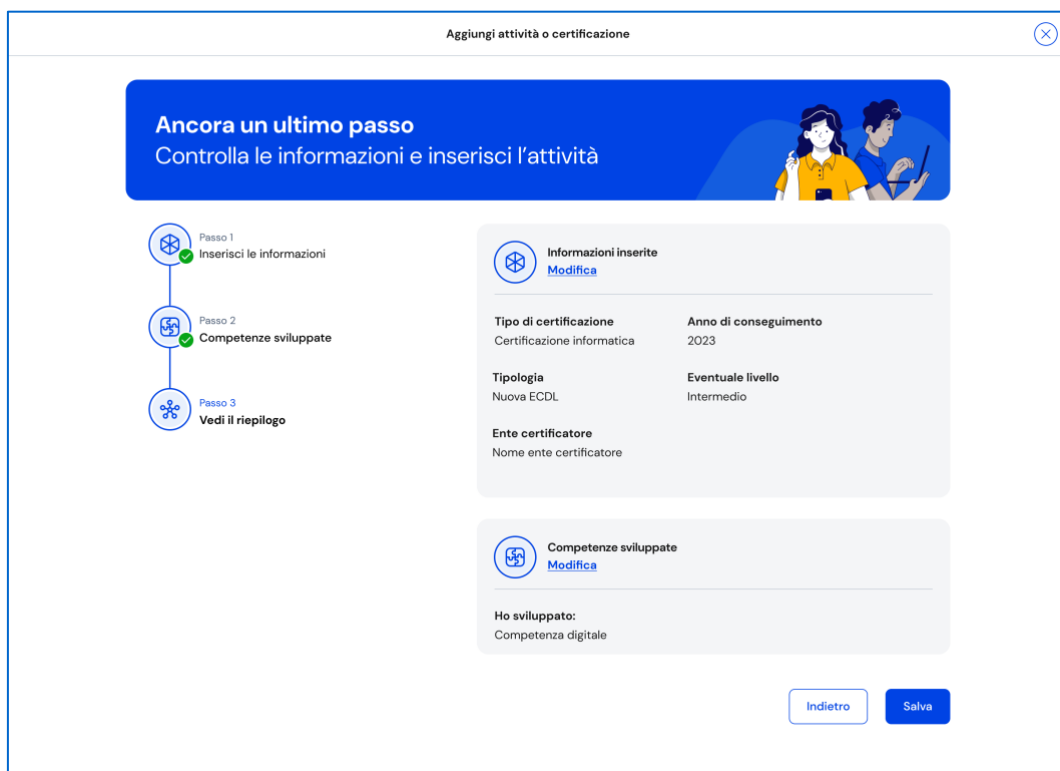 Aggiungi attività o certificazione
Ancora un ultimo passo
Controlla le informazioni e inserisci l'attività
Passo 1
Inserisci le informazioni
Passo 2
Competenze sviluppate
Passo 3
Vedi il riepilogo
Informazioni inserite
Modifica
Tipo di certificazione
Certificazione informatica
Anno di conseguimento
2023
Tipologia
Nuova ECDL
Eventuale livello
Intermedio
Ente certificatore
Nome ente certificatore
Competenze sviluppate
Modifica
Ho sviluppato:
Competenza digitale
Indietro
Salva